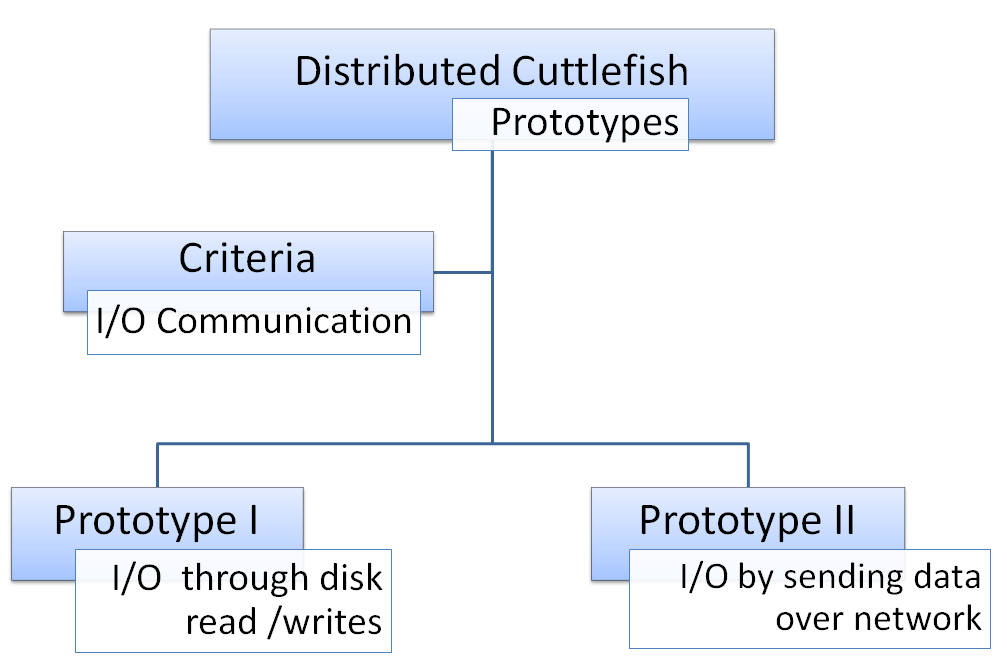 Distributed Cuttlefish
Prototypes
Criteria
I/O Communication
Prototype I
I/O through disk
read /writes
Prototype II
I/O by sending data
over network